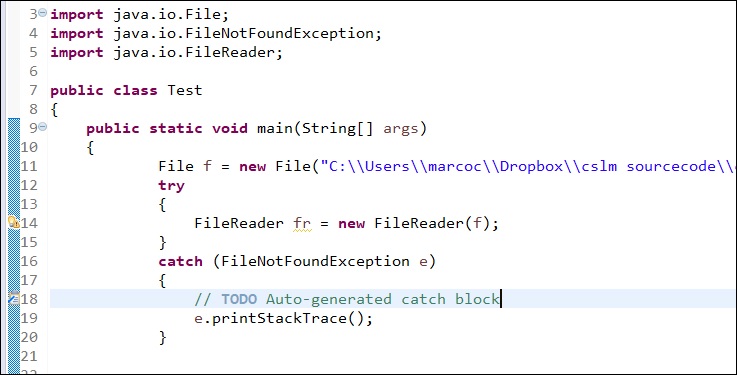 3 import java.io.File;
4 import java.io.FileNotFoundException;
5 import java.io.FileReader;
6
7 public class Test
8 {
9 public static void main(String[] args)
10 {
11 File f = new File("C:\\Users\\marcoc\\Dropbox\\cslm sourcecode\\
12 try
13 {
14 FileReader fr = new FileReader(f);
15 }
16 catch (FileNotFoundException e)
17 {
18 // TODO Auto-generated catch block
19 e.printStackTrace();
20 }
21
22